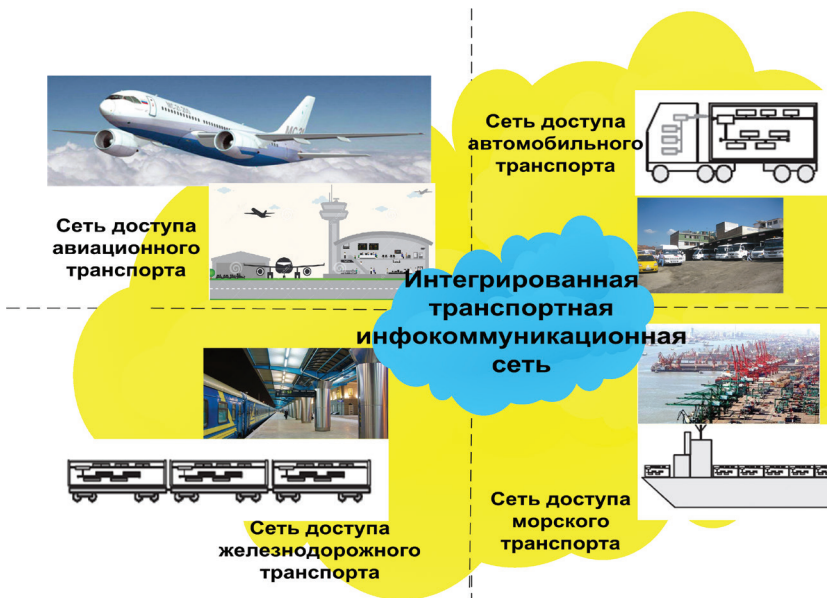 Сеть доступа
авиационного
транспорта
Сеть доступа
автомобильного
транспорта
Интегрированная
транспортная
инфокоммуникационная
сеть
Сеть доступа
железнодорожного
транспорта
Сеть доступа
морского
транспорта